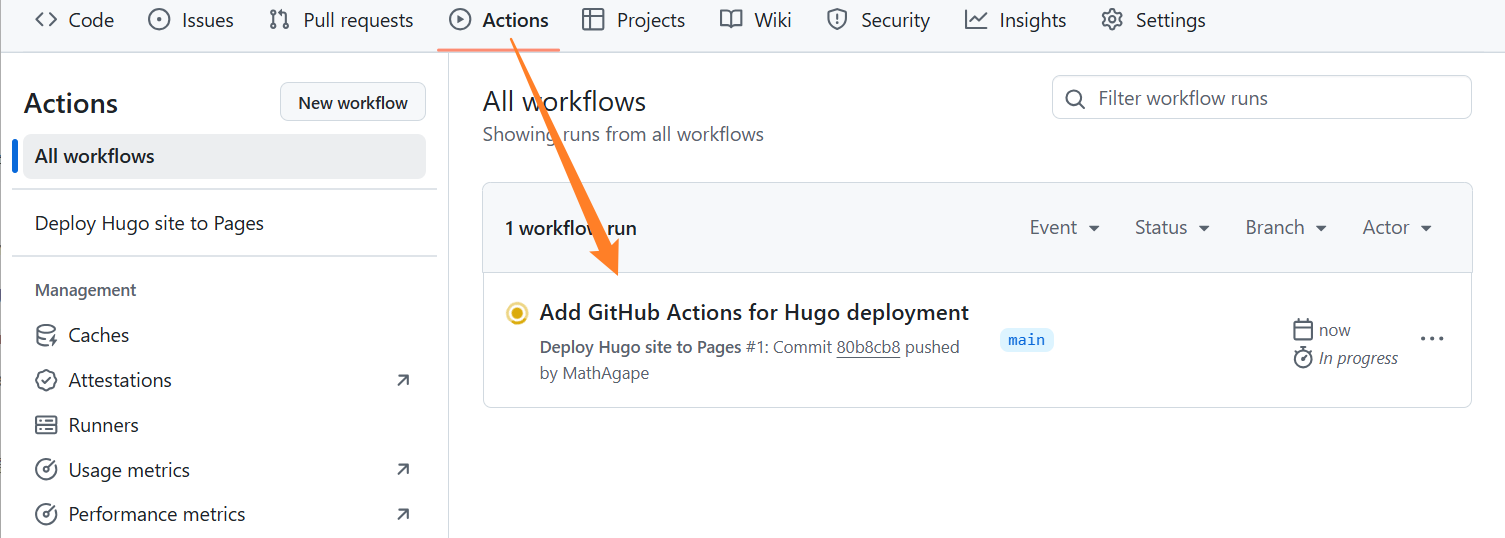 Code Issues Pull requests Actions Projects Wiki Security Insights Settings
Actions New workflow
All workflows
Deploy Hugo site to Pages
Management
Caches
Attestations
Runners
Usage metrics
Performance metrics
All workflows
Showing runs from all workflows
Filter workflow runs
1 workflow run Event Status Branch Actor
Add GitHub Actions for Hugo deployment
Deploy Hugo site to Pages #1: Commit 80b8cb8 pushed
by MathAgape
main
now
In progress